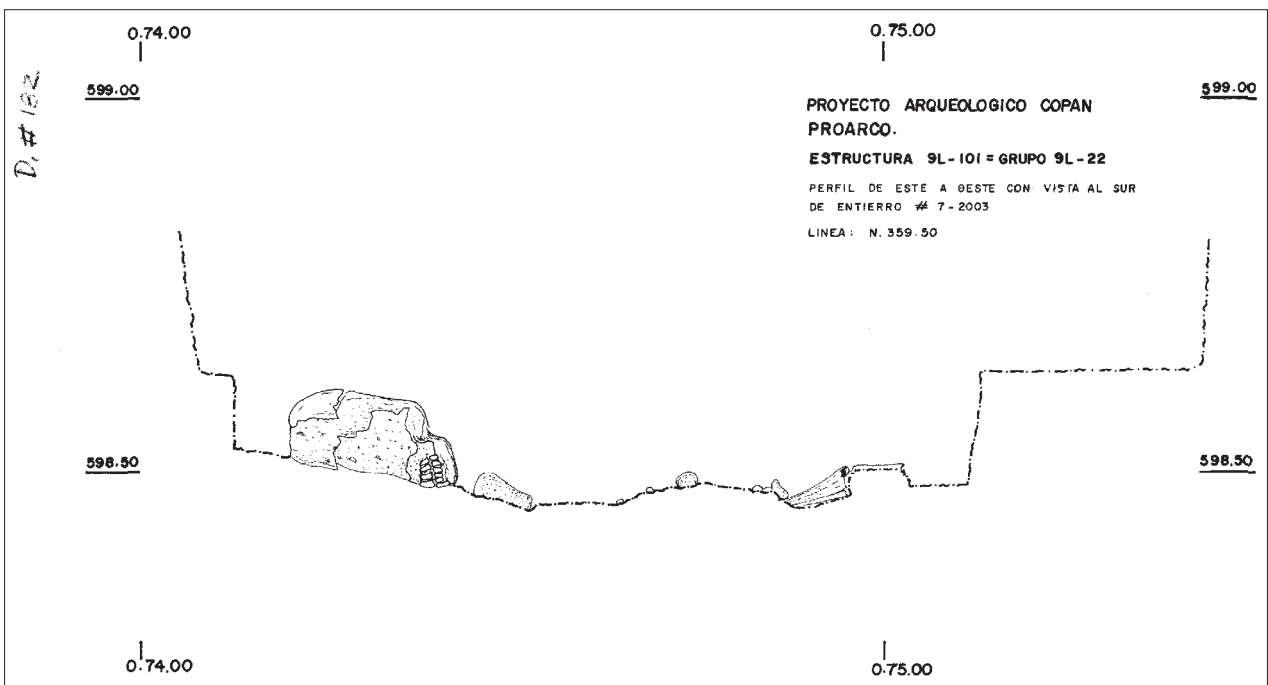 0.74.00
0.75.00
D. # 182
599.00
599.00
PROYECTO ARQUEOLOGICO COPAN
PROARCO.
ESTRUCTURA 9L-101 = GRUPO 9L-22
PERFIL DE ESTE A OESTE CON VISTA AL SUR
DE ENTIERRO # 7-2003
LINEA: N. 359.50
598.50
598.50
0.74.00
0.75.00